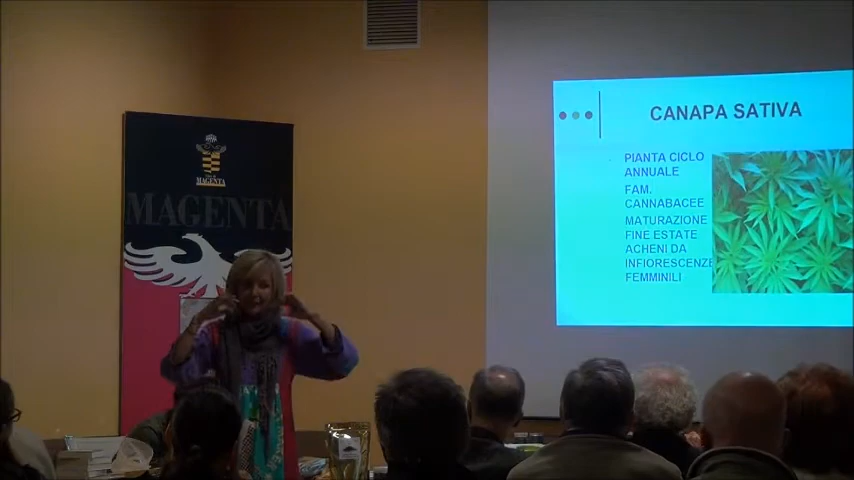 MAGENTA
MAGENTA
CANAPA SATIVA
PIANTA CICLO
ANNUALE
FAM.
CANNABACEE
MATURAZIONE
FINE ESTATE
ACHENI DA
INFIORESCENZE
FEMMINILI